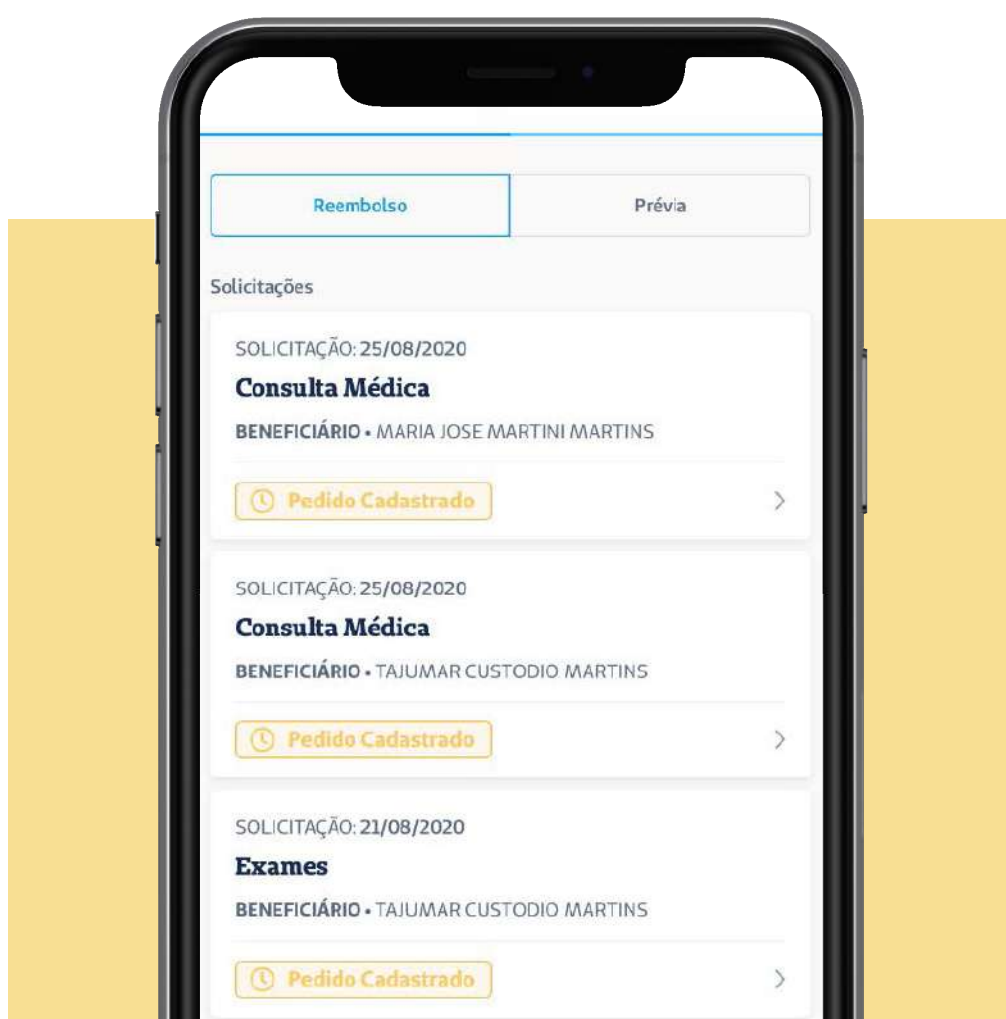 Reembolso
Prévia
Solicitações
SOLICITAÇÃO: 25/08/2020
Consulta Médica
BENEFICIÁRIO • MARIA JOSE MARTINI MARTINS
Pedido Cadastrado
SOLICITAÇÃO: 25/08/2020
Consulta Médica
BENEFICIÁRIO • TAJUMAR CUSTODIO MARTINS
Pedido Cadastrado
SOLICITAÇÃO: 21/08/2020
Exames
BENEFICIÁRIO • TAJUMAR CUSTODIO MARTINS
Pedido Cadastrado